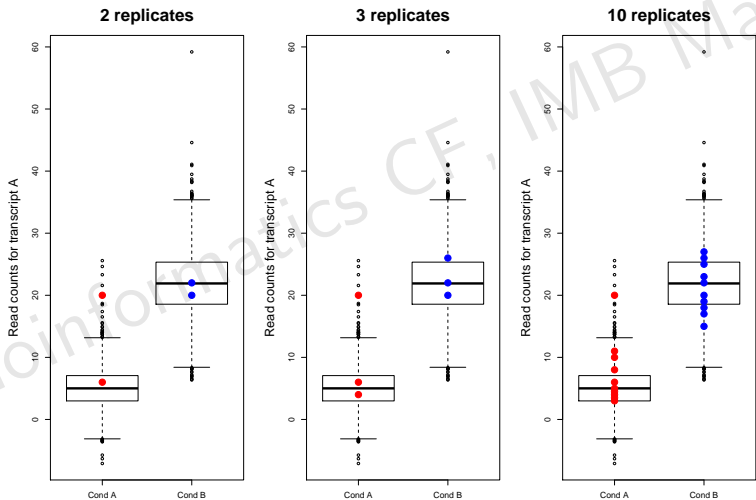 2 replicates
3 replicates
10 replicates
Read counts for transcript A
0
10
20
30
40
50
60
Cond A
Cond B
Read counts for transcript A
0
10
20
30
40
50
60
Cond A
Cond B
Read counts for transcript A
0
10
20
30
40
50
60
Cond A
Cond B
oinformatics CF, IMB Ma